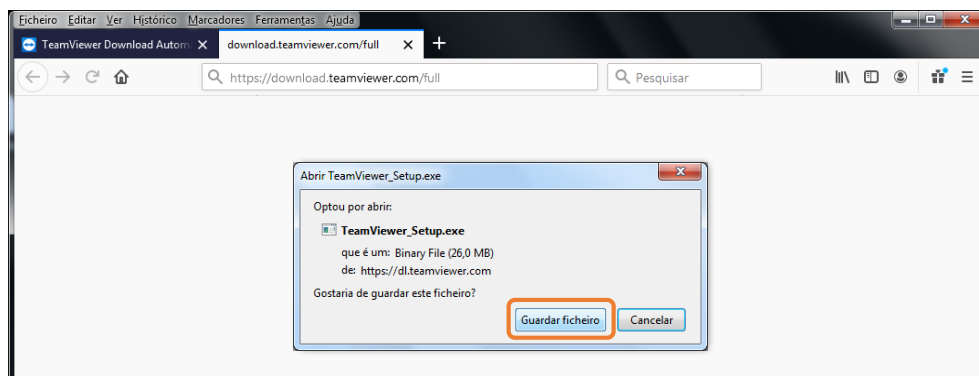 Ficheiro Editar Ver Histórico Marcadores Ferramentas Ajuda
TeamViewer Download Autom
download.teamviewer.com/full
https://download.teamviewer.com/full
Pesquisar
Abrir TeamViewer_Setup.exe
Optou por abrir:
TeamViewer_Setup.exe
que é um: Binary File (26,0 MB)
de: https://dl.teamviewer.com
Gostaria de guardar este ficheiro?
Guardar ficheiro Cancelar